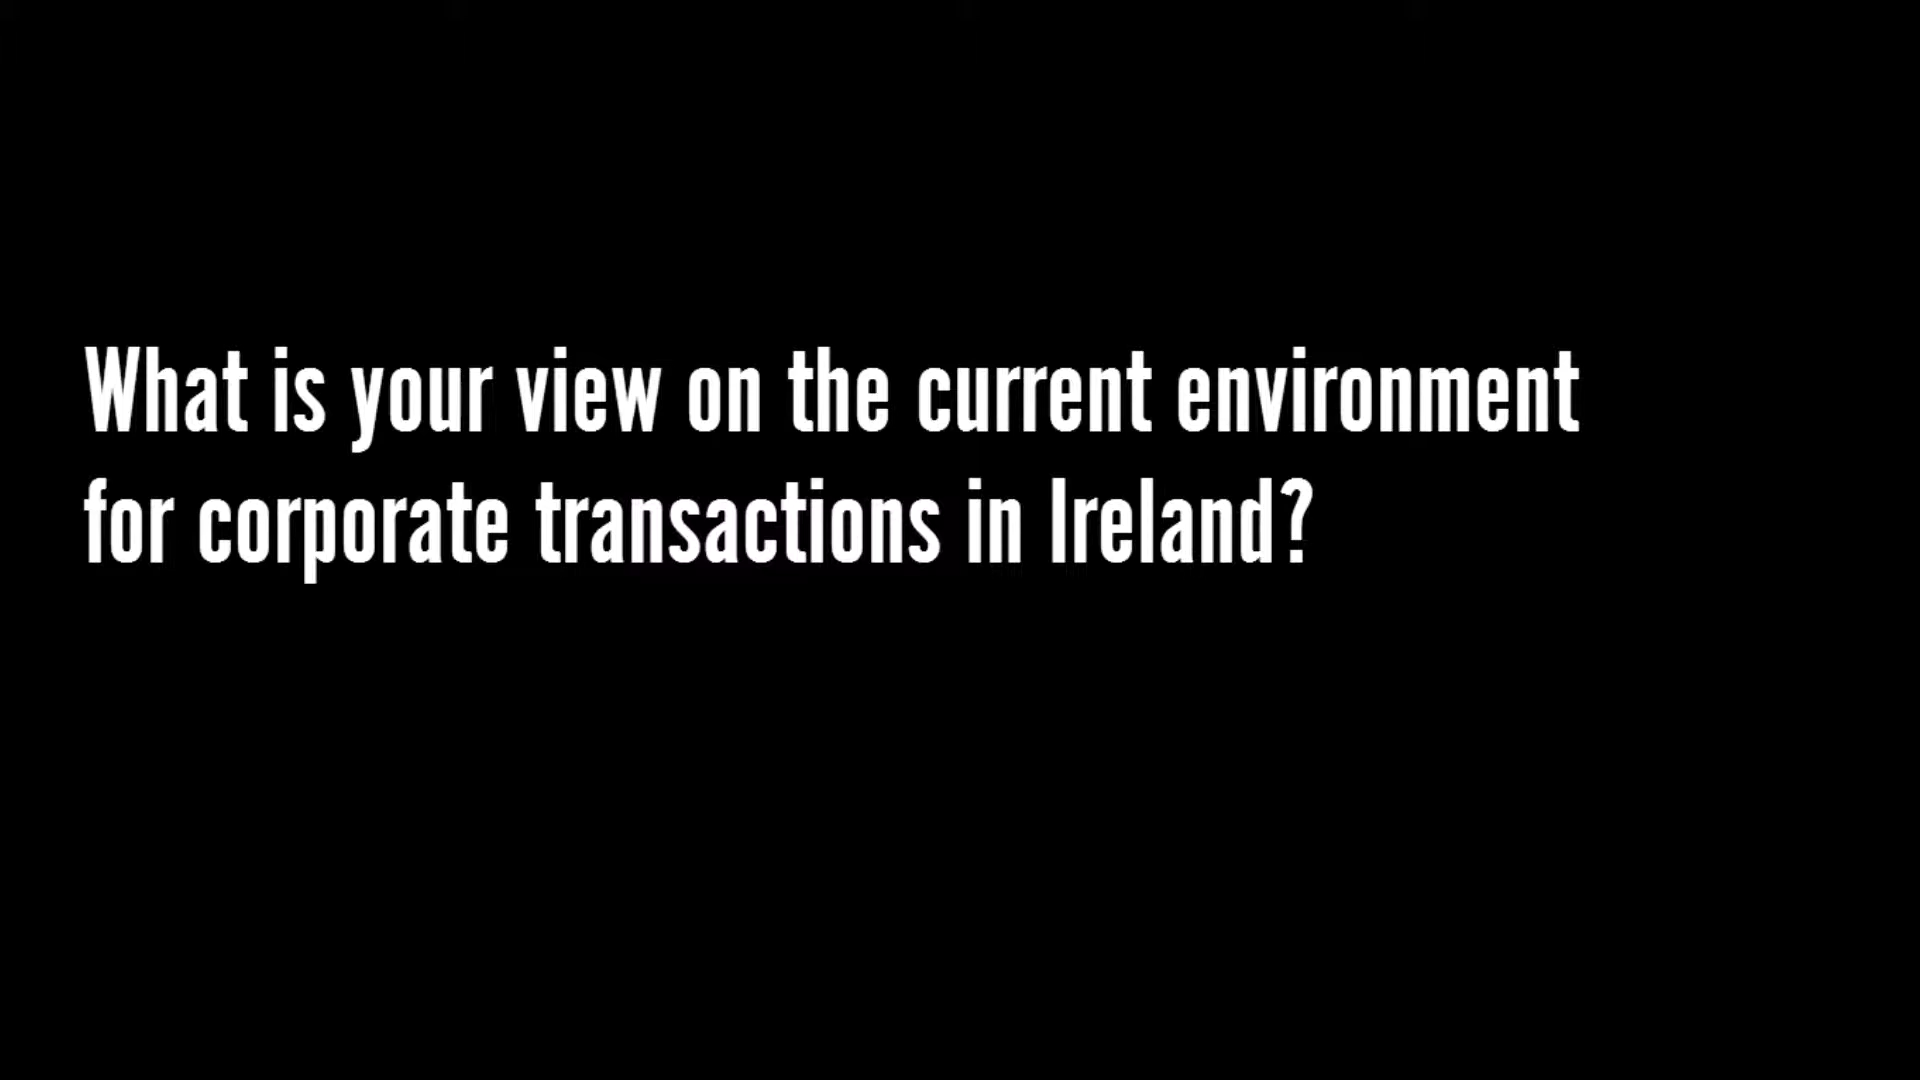 What is your view on the current environment
for corporate transactions in Ireland?